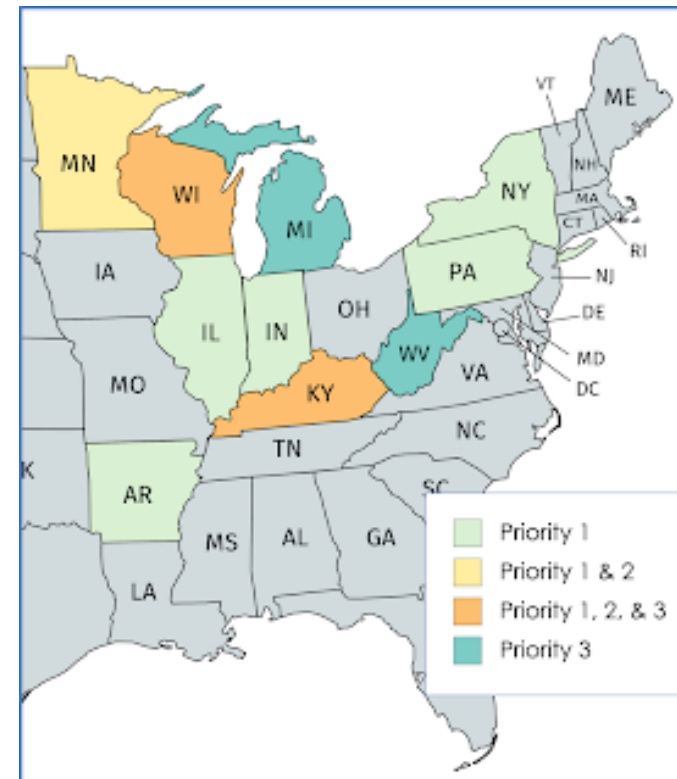 VT
ME
MN
NH
WI
NY
MA
MI
CT
RI
IA
PA
NJ
OH
IL
IN
DE
WV
MD
VA
KY
MO
DC
NC
TN
K
SC
AR
MS
AL
GA
LA
Priority 1
Priority 1 & 2
Priority 1, 2, & 3
Priority 3